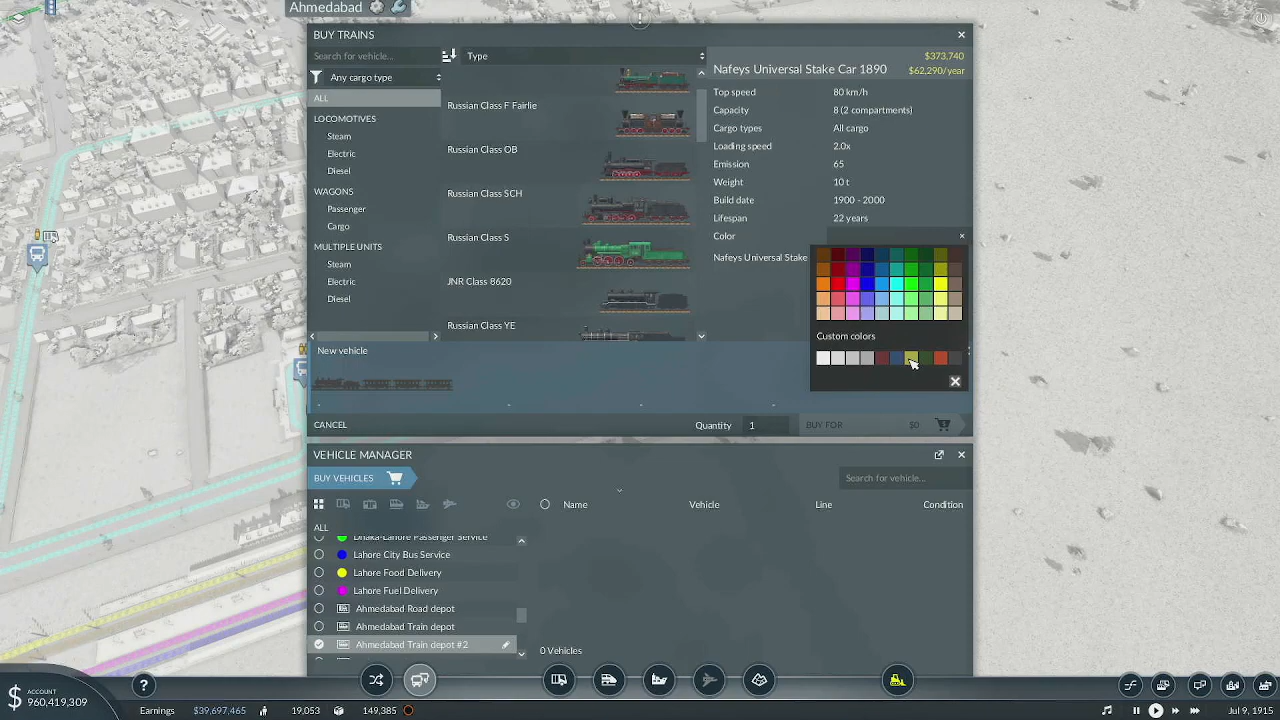 Ahmedabad
BUY TRAINS
Search for vehicle...
Type
$373,740
Nafeys Universal Stake Car 1890
$62,290/year
Any cargo type
Top speed 80 km/h
ALL
Russian Class F Fairlie
Capacity 8 (2 compartments)
LOCOMOTIVES
Cargo types All cargo
Steam
Russian Class OB
Loading speed 2.0x
Electric
Emission 65
Diesel
Weight 10 t
WAGONS
Russian Class SCH
Build date 1900 - 2000
Passenger
Lifespan 22 years
Cargo
Russian Class S
Color
MULTIPLE UNITS
Nafeys Universal Stake
Steam
Electric
JNR Class 8620
Diesel
Russian Class YE
Custom colors
New vehicle
CANCEL
Quantity 1
BUY FOR $0
VEHICLE MANAGER
BUY VEHICLES
Search for vehicle...
Name Vehicle Line Condition
ALL
Dhaka-Lahore Passenger Service
Lahore City Bus Service
Lahore Food Delivery
Lahore Fuel Delivery
Ahmedabad Road depot
Ahmedabad Train depot
Ahmedabad Train depot #2
0 Vehicles
$ ACCOUNT
960,419,309
?
Earnings $39,697,465 19,053 149,385
Jul 9, 1915